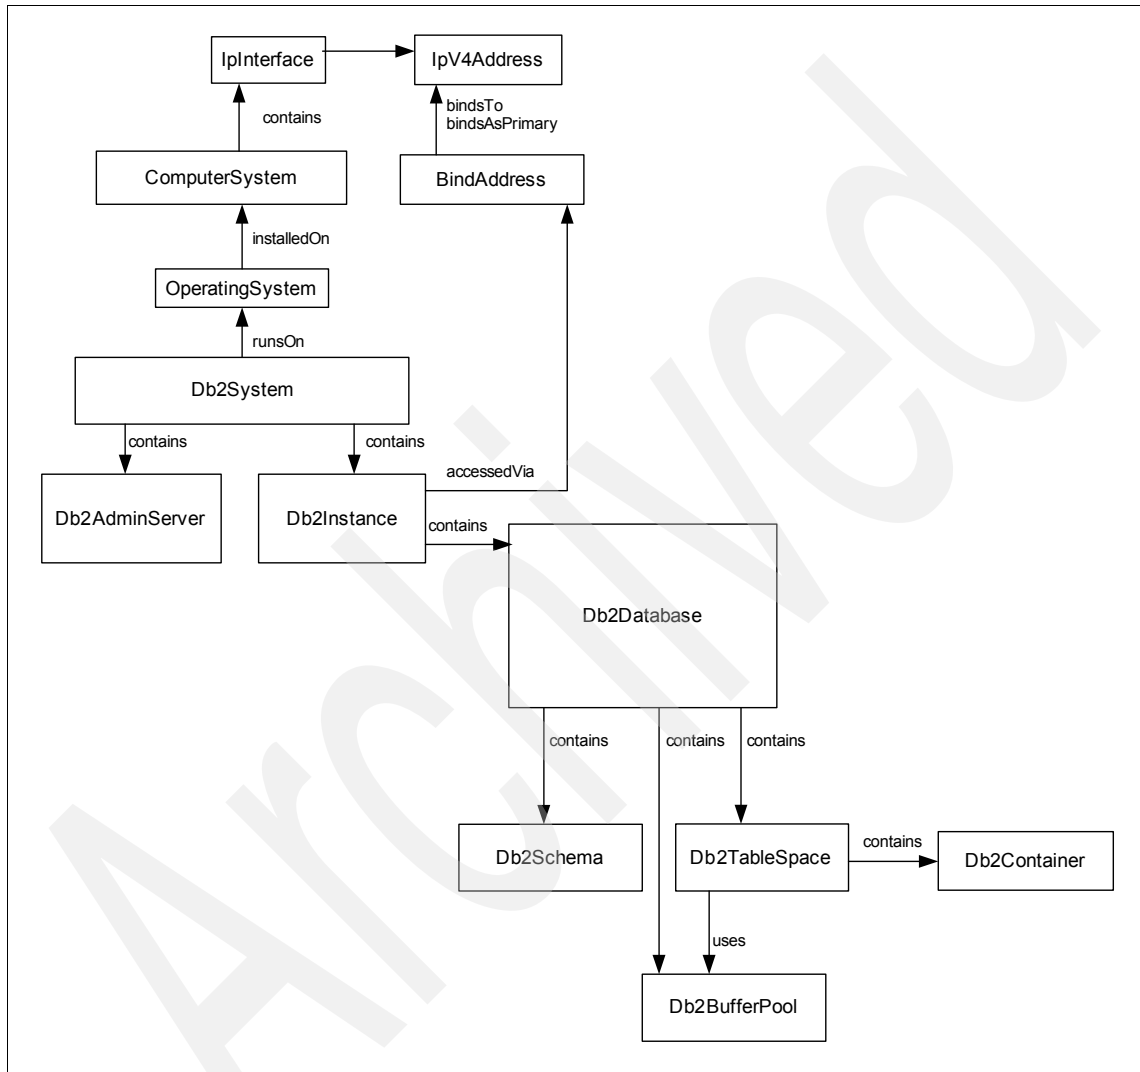 IpInterface
IpV4Address
bindsTo
bindsAsPrimary
contains
ComputerSystem
BindAddress
installedOn
OperatingSystem
runsOn
Db2System
contains
contains
accessedVia
Db2AdminServer
Db2Instance
contains
Db2Database
contains
contains
contains
Db2Schema
Db2TableSpace
contains
Db2Container
uses
Db2BufferPool
Archived